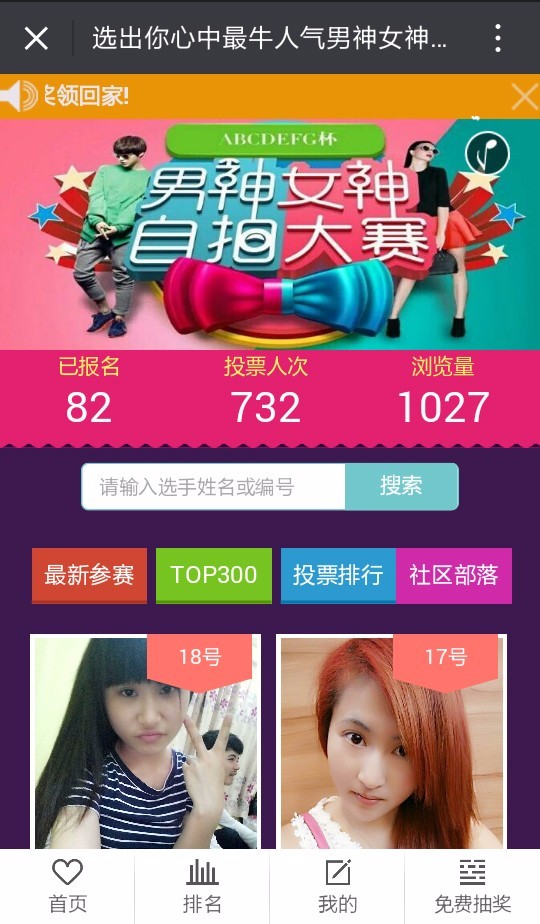 选出你心中最牛人气男神女神...
奖领回家!
ABCDEFG杯
男神女神
自拍大赛
已报名 投票人次 浏览量
82 732 1027
请输入选手姓名或编号 搜索
最新参赛 TOP300 投票排行 社区部落
18号 17号
首页 排名 我的 免费抽奖